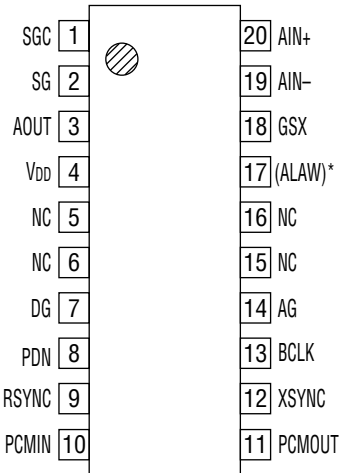 SGC 1 20 AIN+
SG 2 19 AIN–
AOUT 3 18 GSX
VDD 4 17 (ALAW)*
NC 5 16 NC
NC 6 15 NC
DG 7 14 AG
PDN 8 13 BCLK
RSYNC 9 12 XSYNC
PCMIN 10 11 PCMOUT